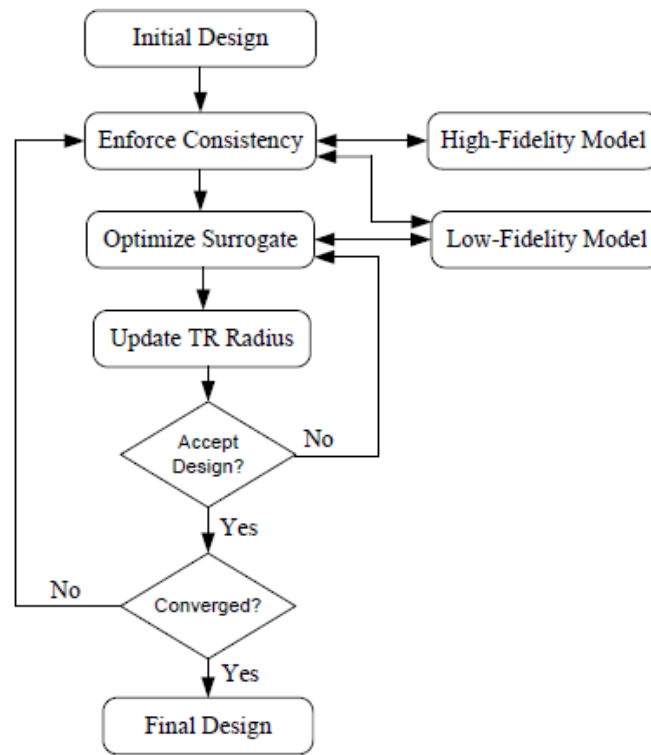 Initial Design
Enforce Consistency
High-Fidelity Model
Optimize Surrogate
Low-Fidelity Model
Update TR Radius
Accept
Design?
No
Yes
No
Converged?
Yes
Final Design